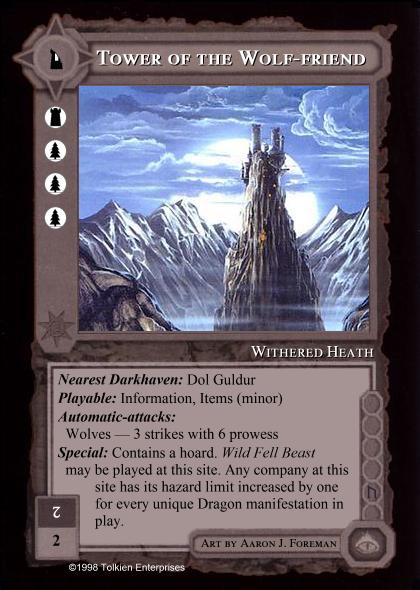 TOWER OF THE WOLF-FRIEND
WITHERED HEATH
Nearest Darkhaven: Dol Guldur
Playable: Information, Items (minor)
Automatic-attacks:
Wolves — 3 strikes with 6 prowess
Special: Contains a hoard. Wild Fell Beast
may be played at this site. Any company at this
site has its hazard limit increased by one
for every unique Dragon manifestation in
play.
2
2
ART BY AARON J. FOREMAN
©1998 Tolkien Enterprises